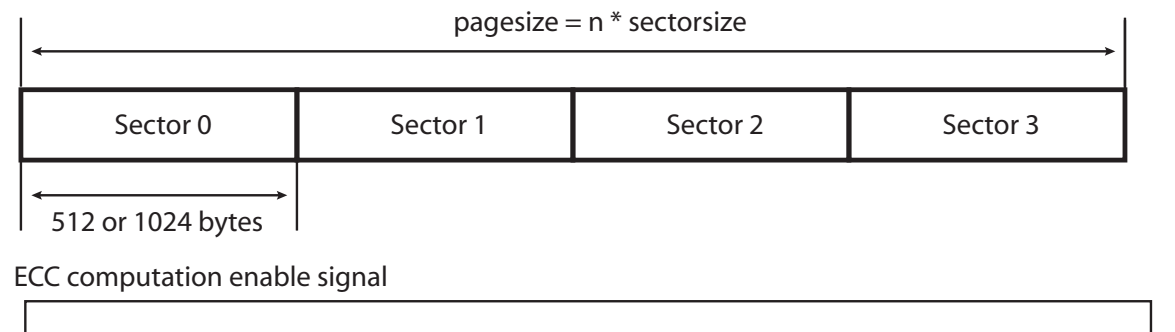 pagesize = n * sectorsize
Sector 0 Sector 1 Sector 2 Sector 3
512 or 1024 bytes
ECC computation enable signal